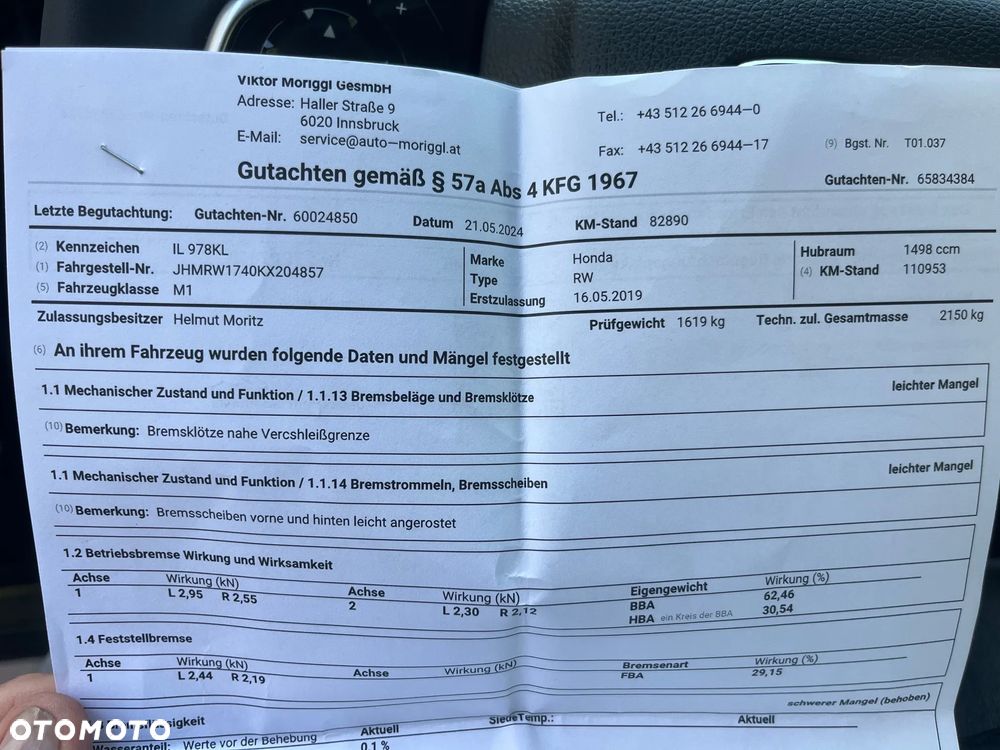 Viktor Moriggl GesmbH
Adresse: Haller Straße 9
6020 Innsbruck
E-Mail: service@auto-moriggl.at
Tel.: +43 512 26 6944-0
Fax: +43 512 26 6944-17
(9) Bgst. Nr. T01.037
Gutachten gemäß § 57a Abs 4 KFG 1967
Gutachten-Nr. 65834384
Letzte Begutachtung: Gutachten-Nr. 60024850 Datum 21.05.2024 KM-Stand 82890
(2) Kennzeichen IL 978KL Marke Honda Hubraum 1498 ccm
(1) Fahrgestell-Nr. JHMRW1740KX204857 Type RW (4) KM-Stand 110953
(5) Fahrzeugklasse M1 Erstzulassung 16.05.2019
Zulassungsbesitzer Helmut Moritz Prüfgewicht 1619 kg Techn. zul. Gesamtmasse 2150 kg
(6) An ihrem Fahrzeug wurden folgende Daten und Mängel festgestellt
1.1 Mechanischer Zustand und Funktion / 1.1.13 Bremsbeläge und Bremsklötze leichter Mangel
(10) Bemerkung: Bremsklötze nahe Vercshleißgrenze
1.1 Mechanischer Zustand und Funktion / 1.1.14 Bremstrommeln, Bremsscheiben leichter Mangel
(10) Bemerkung: Bremsscheiben vorne und hinten leicht angerostet
1.2 Betriebsbremse Wirkung und Wirksamkeit
Achse Wirkung (kN) Achse Wirkung (kN) Eigengewicht Wirkung (%)
1 L 2,95 R 2,55 2 L 2,30 R 2,12 BBA 62,46
HBA ein Kreis der BBA 30,54
1.4 Feststellbremse
Achse Wirkung (kN) Achse Wirkung (kN) Bremsenart Wirkung (%)
1 L 2,44 R 2,19 FBA 29,15
schwerer Mangel (behoben)
Aktuell SiedeTemp.: Aktuell
Wasseranteil: Werte vor der Behebung 0,1 %
OTOMOTO